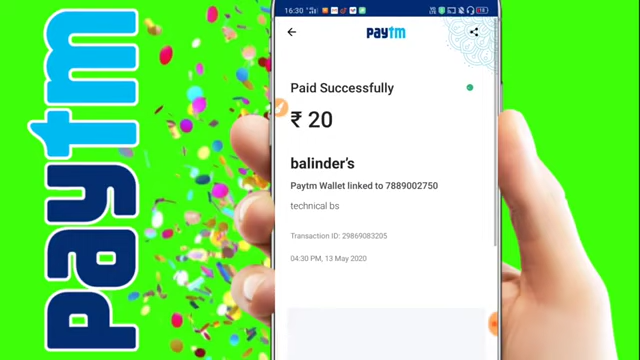 paytm
16:30
paytm
Paid Successfully
₹ 20
balinder's
Paytm Wallet linked to 7889002750
technical bs
Transaction ID: 29869083205
04:30 PM, 13 May 2020